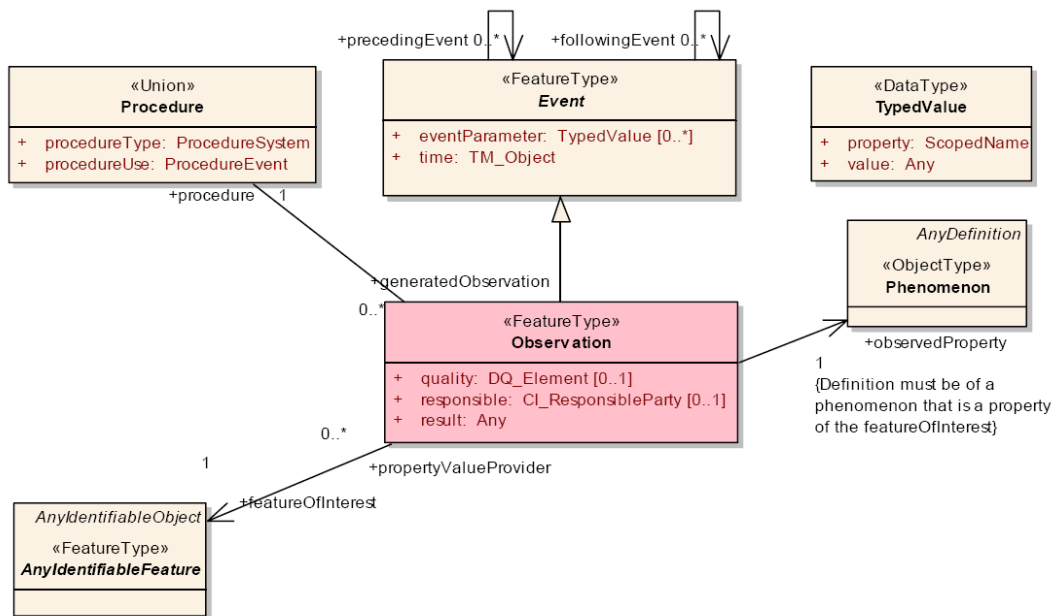 +precedingEvent 0..*
+followingEvent 0..*
«Union»
Procedure
+ procedureType: ProcedureSystem
+ procedureUse: ProcedureEvent
«FeatureType»
Event
+ eventParameter: TypedValue [0..*]
+ time: TM_Object
«DataType»
TypedValue
+ property: ScopedName
+ value: Any
+procedure 1
AnyDefinition
«ObjectType»
Phenomenon
+generatedObservation
0..*
«FeatureType»
Observation
+ quality: DQ_Element [0..1]
+ responsible: CI_ResponsibleParty [0..1]
+ result: Any
+observedProperty
1
{Definition must be of a
phenomenon that is a property
of the featureOfInterest}
0..*
+propertyValueProvider
1
+featureOfInterest
AnyIdentifiableObject
«FeatureType»
AnyIdentifiableFeature